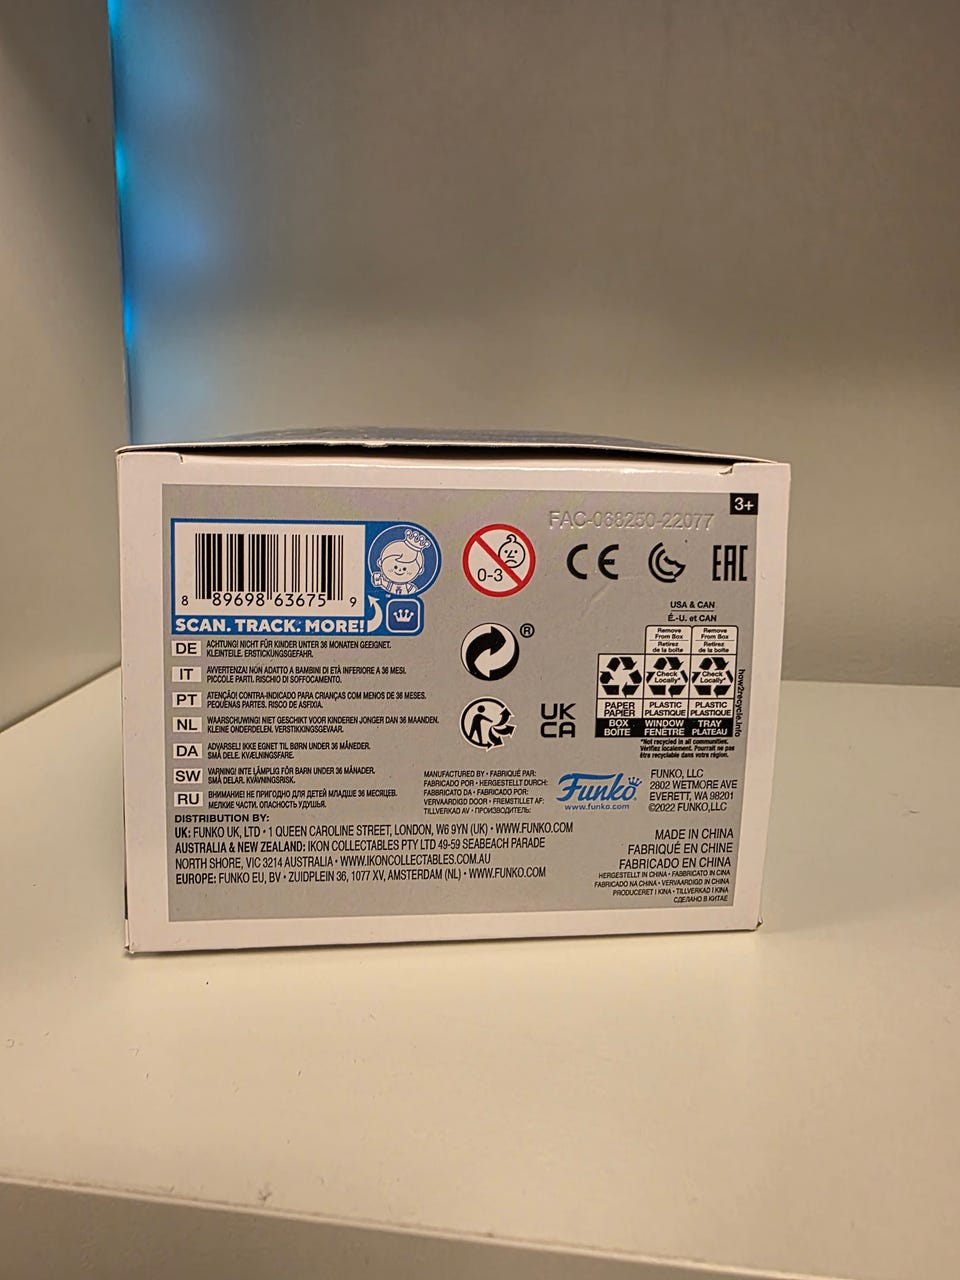 3+
FAC-068250-22077
8 89698 63675 9
SCAN. TRACK. MORE!
0-3
CE
EAC
USA & CAN
É.-U. et CAN
Remove From Box
Retirez de la boîte
Remove From Box
Retirez de la boîte
Check Locally*
Check Locally*
PAPER
PAPIER
BOX
BOÎTE
PLASTIC
PLASTIQUE
WINDOW
FENÊTRE
PLASTIC
PLASTIQUE
TRAY
PLATEAU
how2recycle.info
*Not recycled in all communities.
Vérifiez localement. Pourrait ne pas
être recyclable dans votre région.
®
UK
CA
DE ACHTUNG! NICHT FÜR KINDER UNTER 36 MONATEN GEEIGNET.
KLEINTEILE. ERSTICKUNGSGEFAHR.
IT AVVERTENZA! NON ADATTO A BAMBINI DI ETÀ INFERIORE A 36 MESI.
PICCOLE PARTI. RISCHIO DI SOFFOCAMENTO.
PT ATENÇÃO! CONTRA-INDICADO PARA CRIANÇAS COM MENOS DE 36 MESES.
PEQUENAS PARTES. RISCO DE ASFIXIA.
NL WAARSCHUWING! NIET GESCHIKT VOOR KINDEREN JONGER DAN 36 MAANDEN.
KLEINE ONDERDELEN. VERSTIKKINGSGEVAAR.
DA ADVARSEL! IKKE EGNET TIL BØRN UNDER 36 MÅNEDER.
SMÅ DELE. KVÆLNINGSFARE.
SW VARNING! INTE LÄMPLIG FÖR BARN UNDER 36 MÅNADER.
SMÅ DELAR. KVÄVNINGSRISK.
RU ВНИМАНИЕ! НЕ ПРИГОДНО ДЛЯ ДЕТЕЙ МЛАДШЕ 36 МЕСЯЦЕВ.
МЕЛКИЕ ЧАСТИ. ОПАСНОСТЬ УДУШЬЯ.
MANUFACTURED BY • FABRIQUÉ PAR:
FABRICADO POR • HERGESTELLT DURCH:
FABBRICATO DA • FABRICADO POR:
VERVAARDIGD DOOR • FREMSTILLET AF:
TILLVERKAD AV • ПРОИЗВОДИТЕЛЬ:
Funko
www.funko.com
FUNKO, LLC
2802 WETMORE AVE
EVERETT, WA 98201
©2022 FUNKO,LLC
DISTRIBUTION BY:
UK: FUNKO UK, LTD • 1 QUEEN CAROLINE STREET, LONDON, W6 9YN (UK) • WWW.FUNKO.COM
AUSTRALIA & NEW ZEALAND: IKON COLLECTABLES PTY LTD 49-59 SEABEACH PARADE
NORTH SHORE, VIC 3214 AUSTRALIA • WWW.IKONCOLLECTABLES.COM.AU
EUROPE: FUNKO EU, BV • ZUIDPLEIN 36, 1077 XV, AMSTERDAM (NL) • WWW.FUNKO.COM
MADE IN CHINA
FABRIQUÉ EN CHINE
FABRICADO EN CHINA
HERGESTELLT IN CHINA • FABBRICATO IN CINA
FABRICADO NA CHINA • VERVAARDIGD IN CHINA
PRODUCERET I KINA • TILLVERKAD I KINA
СДЕЛАНО В КИТАЕ